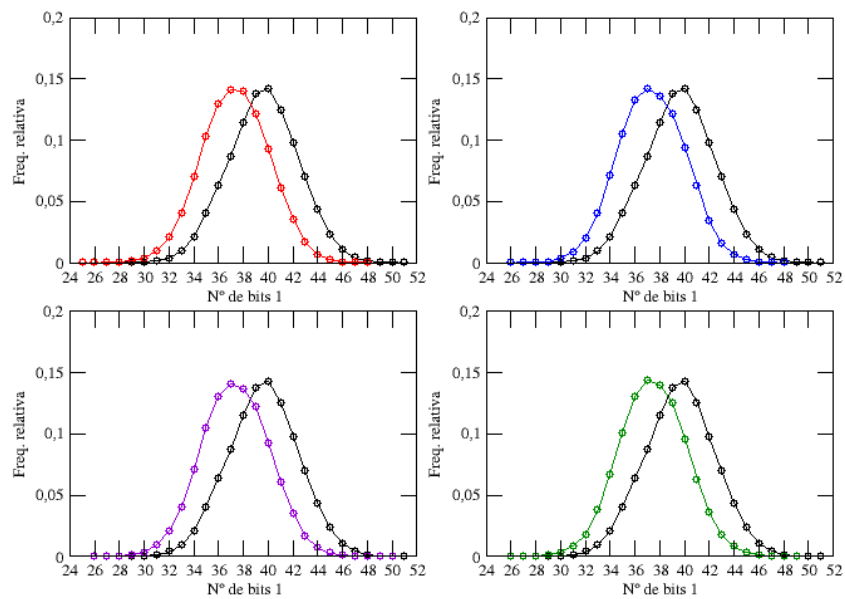 0,2 0,2
0,15 0,15
Freq. relativa Freq. relativa
0,1 0,1
0,05 0,05
0 0
24 26 28 30 32 34 36 38 40 42 44 46 48 50 52 24 26 28 30 32 34 36 38 40 42 44 46 48 50 52
Nº de bits 1 Nº de bits 1
0,2 0,2
0,15 0,15
Freq. relativa Freq. relativa
0,1 0,1
0,05 0,05
0 0
24 26 28 30 32 34 36 38 40 42 44 46 48 50 52 24 26 28 30 32 34 36 38 40 42 44 46 48 50 52
Nº de bits 1 Nº de bits 1